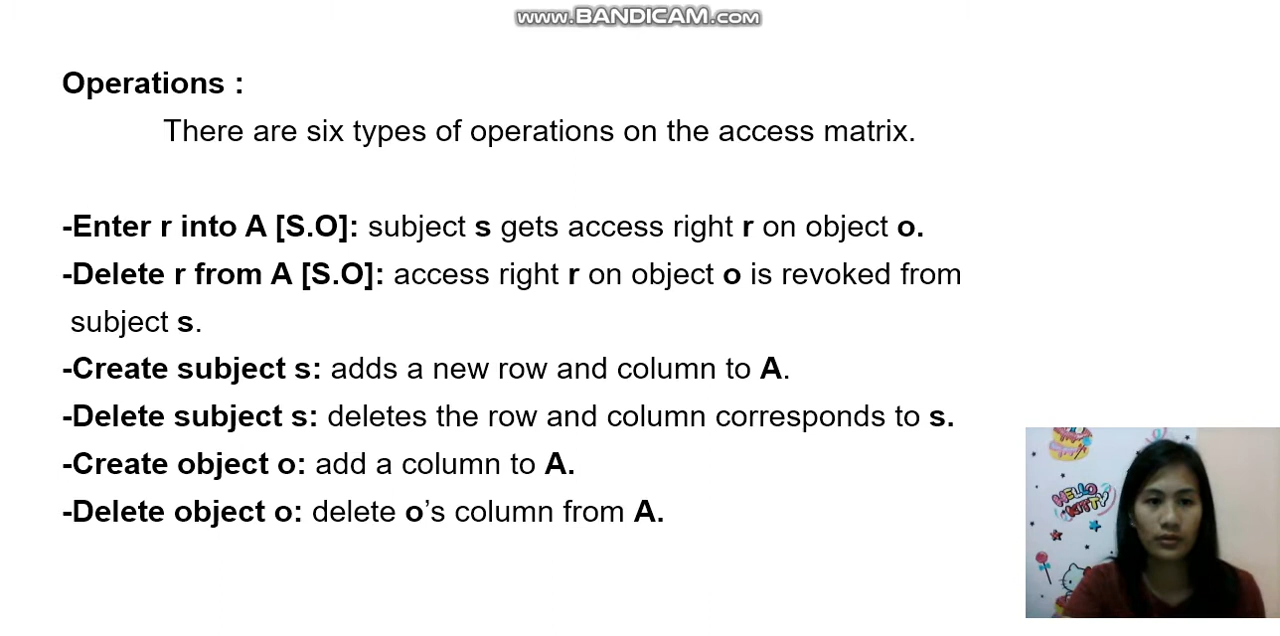 www.BANDICAM.com
Operations :
There are six types of operations on the access matrix.
-Enter r into A [S.O]: subject s gets access right r on object o.
-Delete r from A [S.O]: access right r on object o is revoked from
subject s.
-Create subject s: adds a new row and column to A.
-Delete subject s: deletes the row and column corresponds to s.
-Create object o: add a column to A.
-Delete object o: delete o’s column from A.
HELLO
KITTY